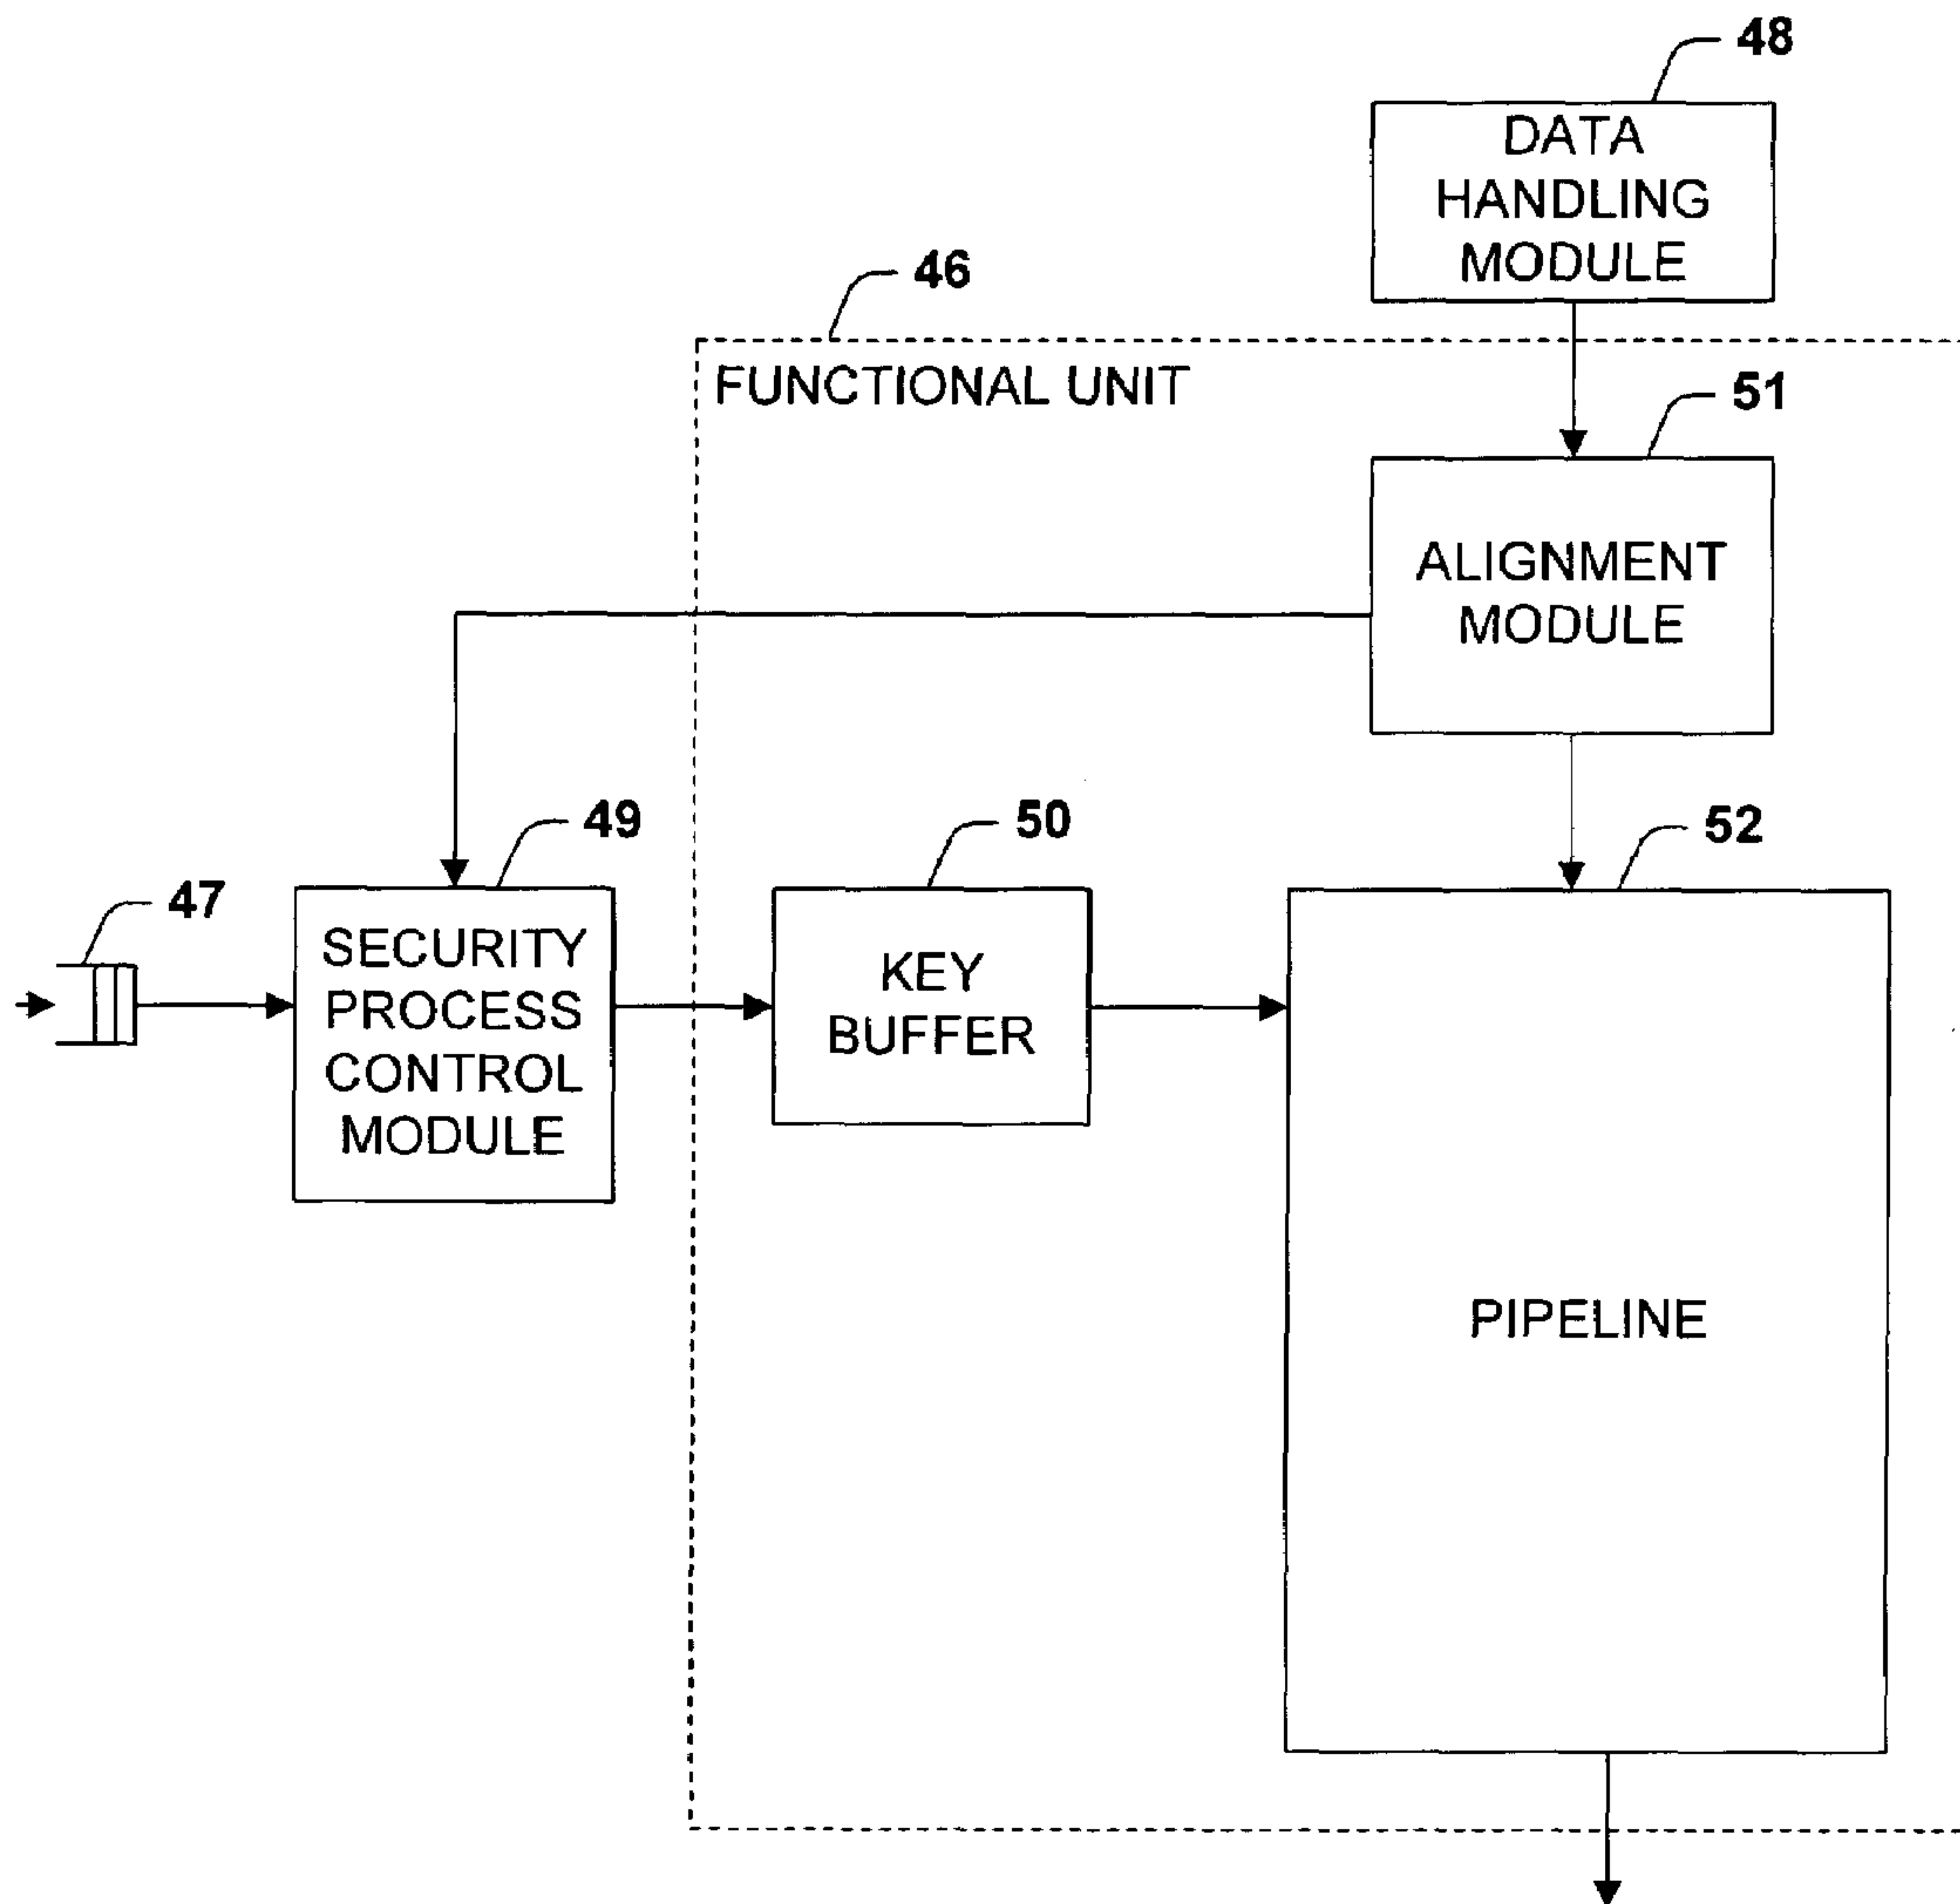 48
DATA
HANDLING
MODULE
46
FUNCTIONAL UNIT
51
ALIGNMENT
MODULE
49
50
52
47
SECURITY
PROCESS
CONTROL
MODULE
KEY
BUFFER
PIPELINE